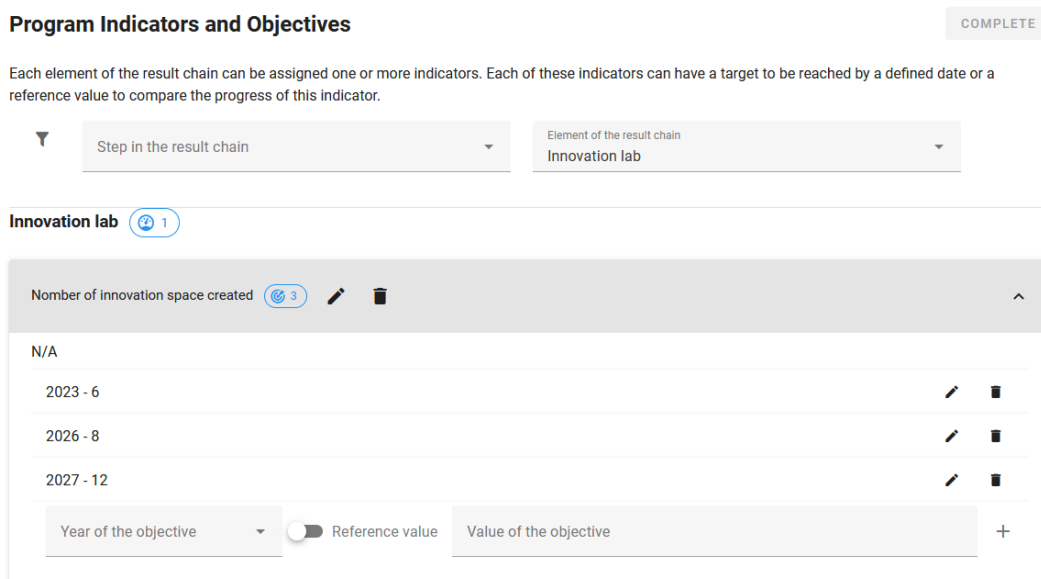 Program Indicators and Objectives
COMPLETE
Each element of the result chain can be assigned one or more indicators. Each of these indicators can have a target to be reached by a defined date or a
reference value to compare the progress of this indicator.
Step in the result chain
Element of the result chain
Innovation lab
Innovation lab 1
Nomber of innovation space created 3
N/A
2023 - 6
2026 - 8
2027 - 12
Year of the objective
Reference value
Value of the objective